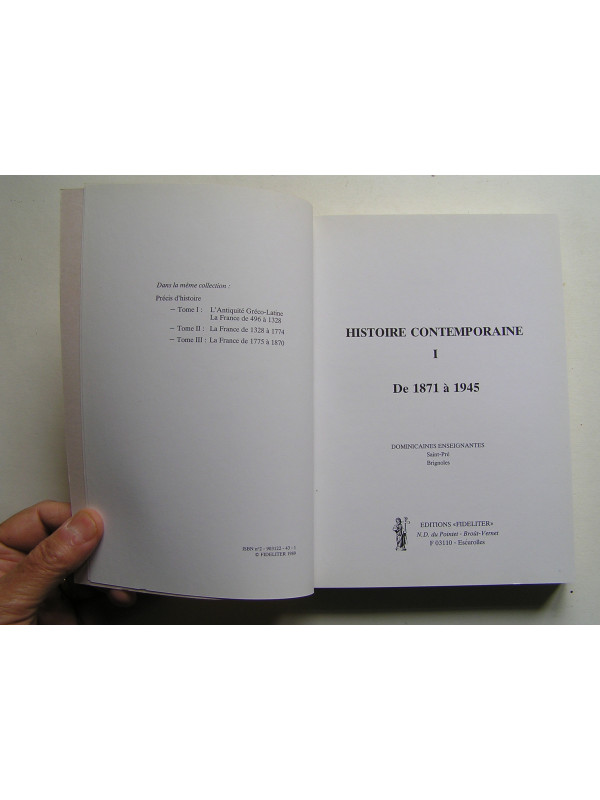 Dans la même collection :
Précis d'histoire
– Tome I : L'Antiquité Gréco-Latine
La France de 496 à 1328
– Tome II : La France de 1328 à 1774
– Tome III : La France de 1775 à 1870
© FIDELITER
HISTOIRE CONTEMPORAINE
I
De 1871 à 1945
DOMINICAINES ENSEIGNANTES
Saint-Pré
Brignoles
EDITIONS «FIDELITER»
N.D. du Pointet - Broût-Vernet
F 03110 - Escurolles